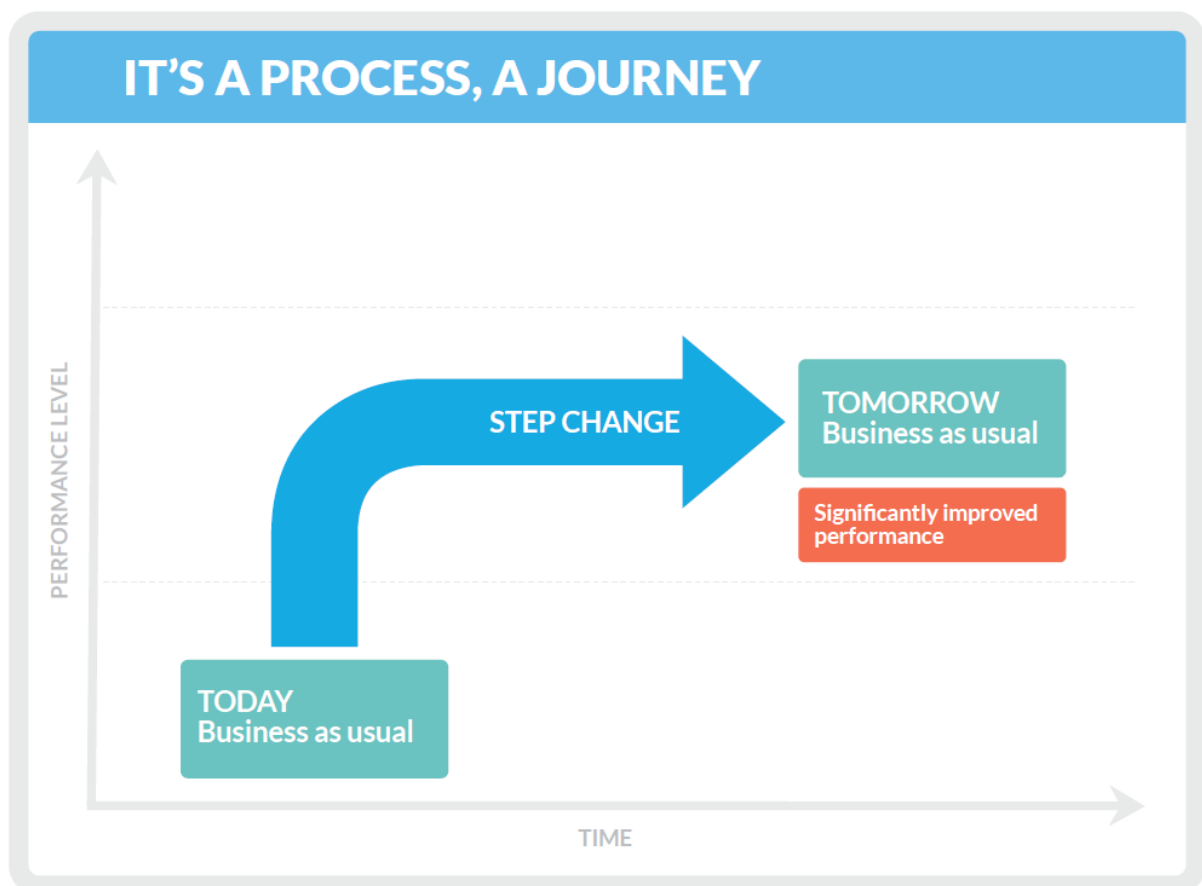 IT’S A PROCESS, A JOURNEY
PERFORMANCE LEVEL
STEP CHANGE
TOMORROW
Business as usual
Significantly improved
performance
TODAY
Business as usual
TIME